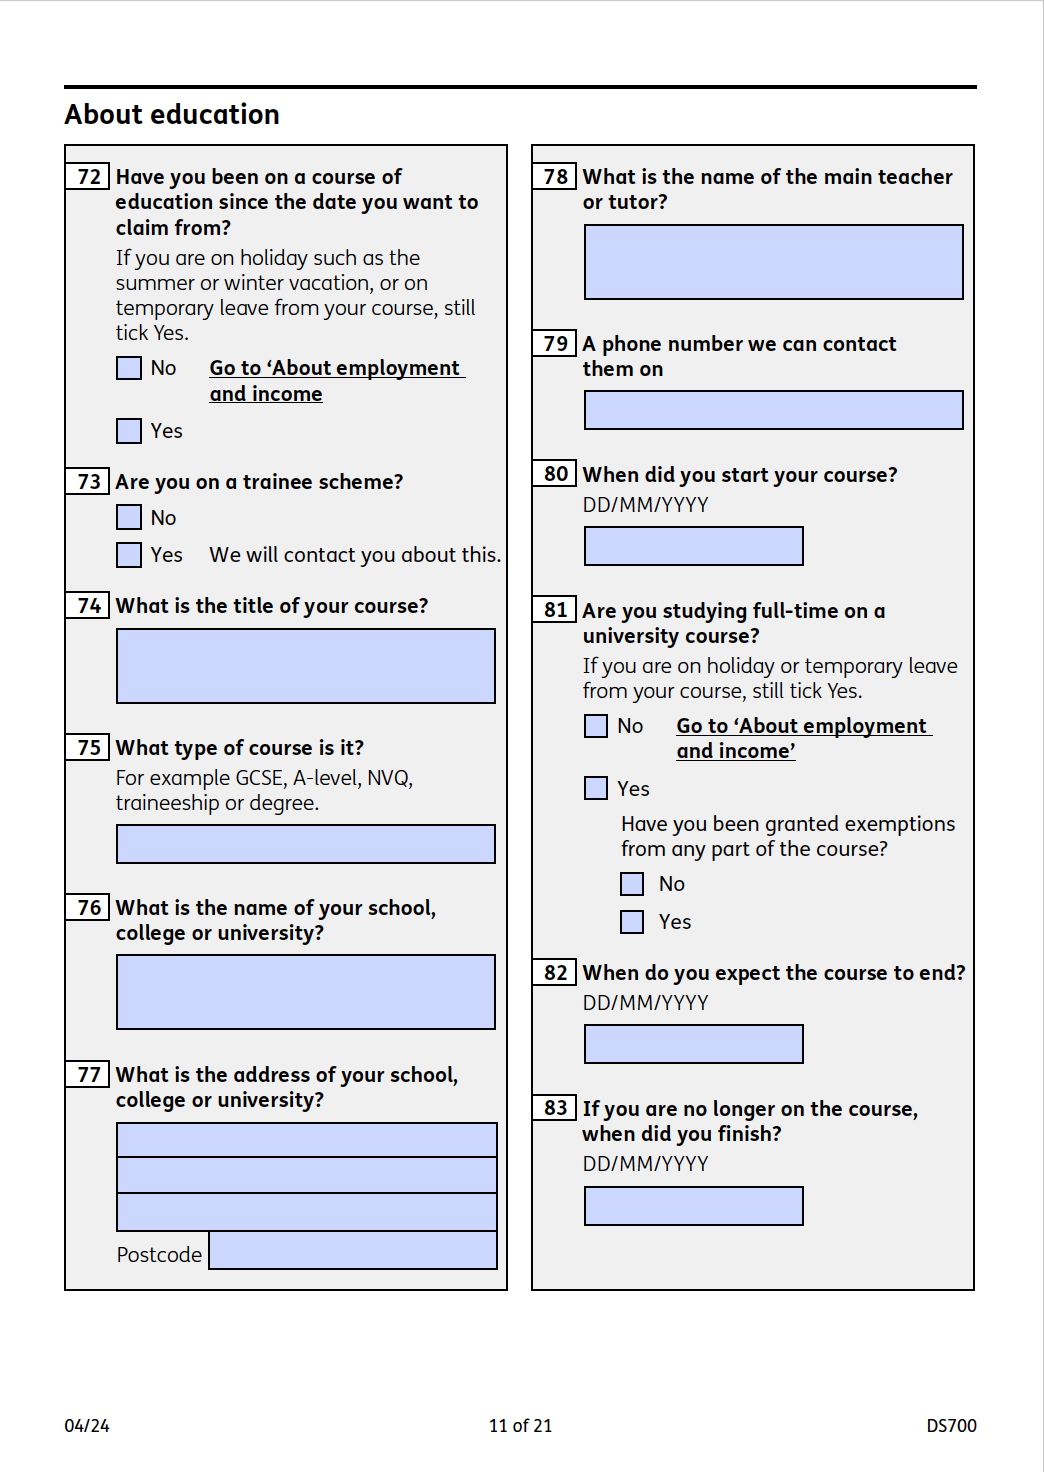 About education
72 Have you been on a course of
education since the date you want to
claim from?
If you are on holiday such as the
summer or winter vacation, or on
temporary leave from your course, still
tick Yes.
No Go to ‘About employment
and income
Yes
73 Are you on a trainee scheme?
No
Yes We will contact you about this.
74 What is the title of your course?
75 What type of course is it?
For example GCSE, A-level, NVQ,
traineeship or degree.
76 What is the name of your school,
college or university?
77 What is the address of your school,
college or university?
Postcode
78 What is the name of the main teacher
or tutor?
79 A phone number we can contact
them on
80 When did you start your course?
DD/MM/YYYY
81 Are you studying full-time on a
university course?
If you are on holiday or temporary leave
from your course, still tick Yes.
No Go to ‘About employment
and income’
Yes
Have you been granted exemptions
from any part of the course?
No
Yes
82 When do you expect the course to end?
DD/MM/YYYY
83 If you are no longer on the course,
when did you finish?
DD/MM/YYYY
04/24 11 of 21 DS700